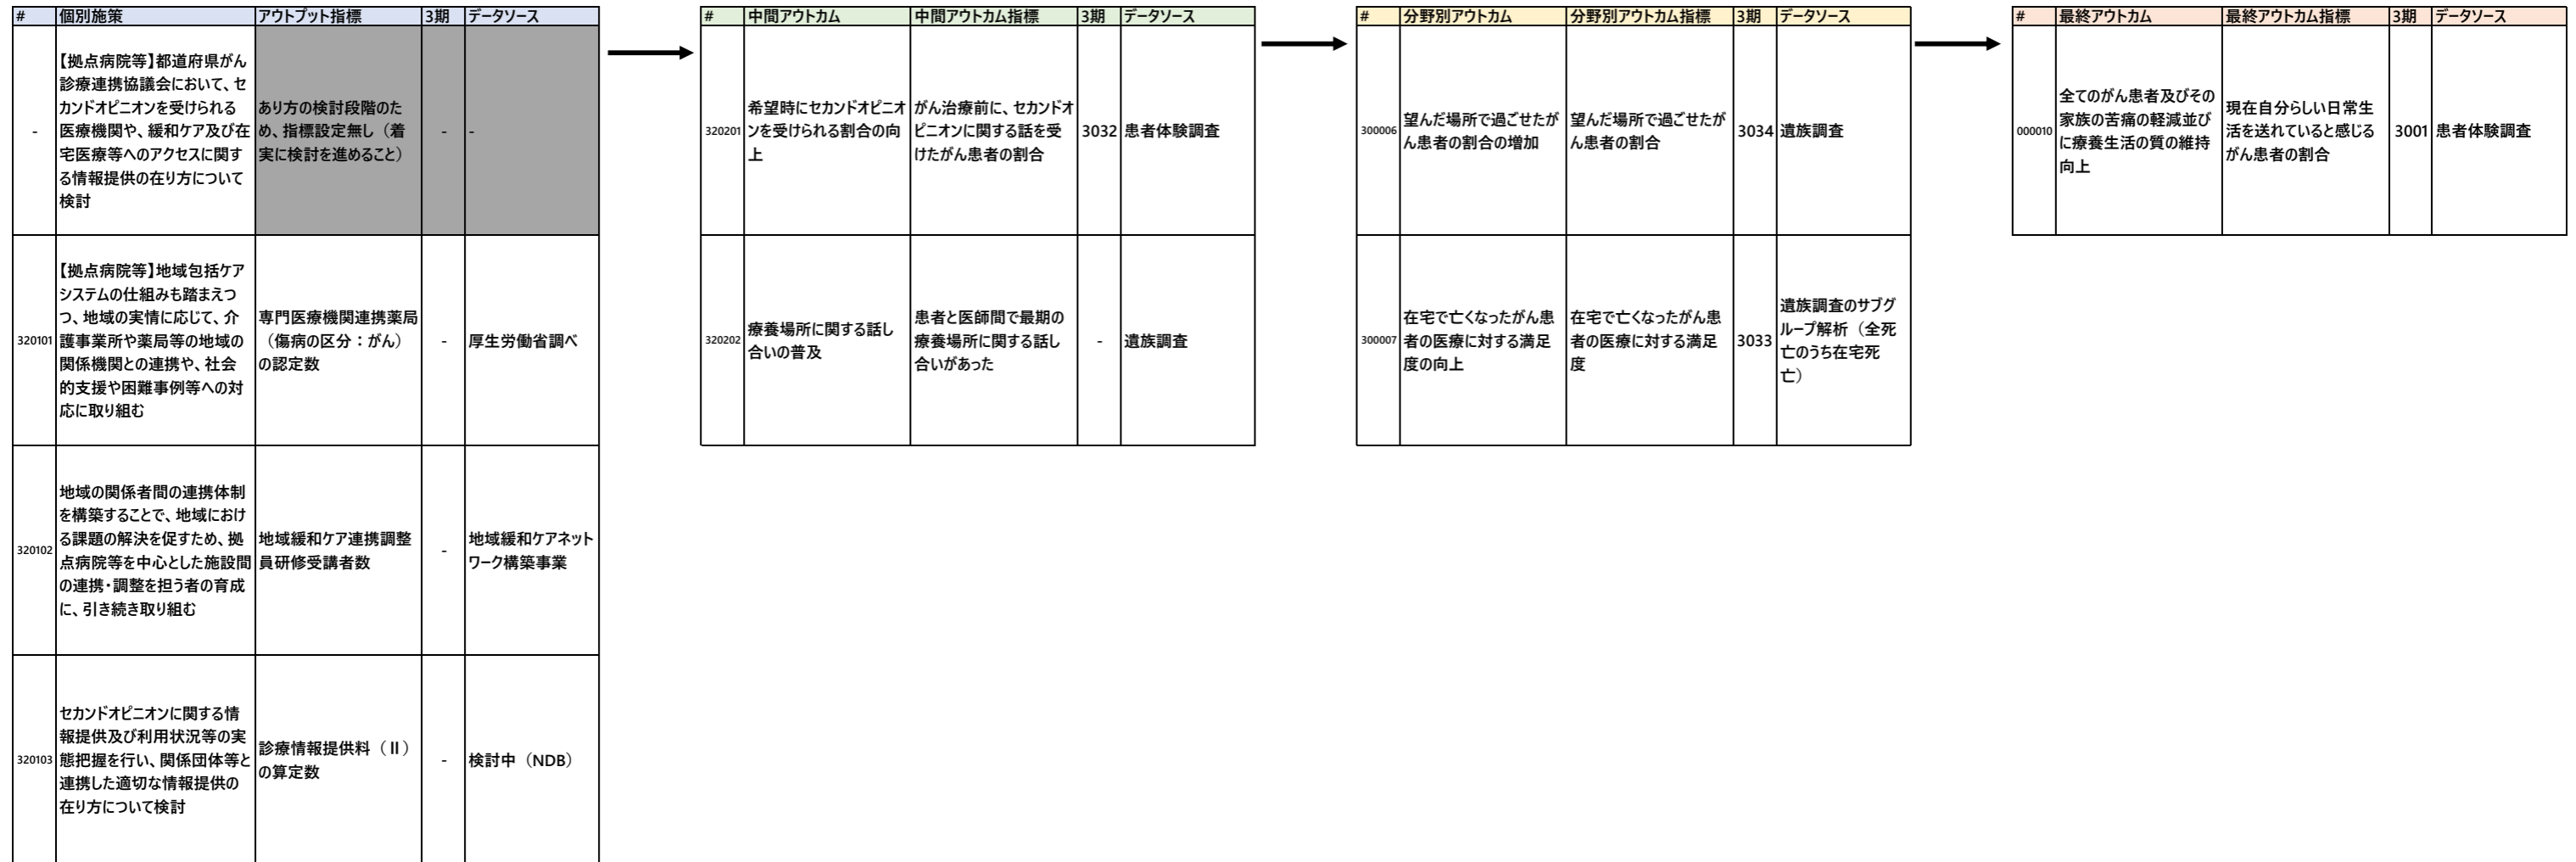 # 個別施策 アウトプット指標 3期 データソース
-
【拠点病院等】都道府県がん
診療連携協議会において、セ
カンドオピニオンを受けられる
医療機関や、緩和ケア及び在
宅医療等へのアクセスに関す
る情報提供の在り方について
検討
あり方の検討段階のた
め、指標設定無し（着
実に検討を進めること）
-
-
320101
【拠点病院等】地域包括ケア
システムの仕組みも踏まえつ
つ、地域の実情に応じて、介
護事業所や薬局等の地域の
関係機関との連携や、社会
的支援や困難事例等への対
応に取り組む
専門医療機関連携薬局
（傷病の区分：がん）
の認定数
-
厚生労働省調べ
320102
地域の関係者間の連携体制
を構築することで、地域におけ
る課題の解決を促すため、拠
点病院等を中心とした施設間
の連携・調整を担う者の育成
に、引き続き取り組む
地域緩和ケア連携調整
員研修受講者数
-
地域緩和ケアネット
ワーク構築事業
320103
セカンドオピニオンに関する情
報提供及び利用状況等の実
態把握を行い、関係団体等と
連携した適切な情報提供の
在り方について検討
診療情報提供料（Ⅱ）
の算定数
-
検討中（NDB）
# 中間アウトカム 中間アウトカム指標 3期 データソース
320201
希望時にセカンドオピニオ
ンを受けられる割合の向
上
がん治療前に、セカンドオ
ピニオンに関する話を受
けたがん患者の割合
3032
患者体験調査
320202
療養場所に関する話し
合いの普及
患者と医師間で最期の
療養場所に関する話し
合いがあった
-
遺族調査
# 分野別アウトカム 分野別アウトカム指標 3期 データソース
300006
望んだ場所で過ごせたが
ん患者の割合の増加
望んだ場所で過ごせたが
ん患者の割合
3034
遺族調査
300007
在宅で亡くなったがん患
者の医療に対する満足
度の向上
在宅で亡くなったがん患
者の医療に対する満足
度
3033
遺族調査のサブグ
ループ解析（全死
亡のうち在宅死
亡）
# 最終アウトカム 最終アウトカム指標 3期 データソース
000010
全てのがん患者及びその
家族の苦痛の軽減並び
に療養生活の質の維持
向上
現在自分らしい日常生
活を送れていると感じる
がん患者の割合
3001
患者体験調査